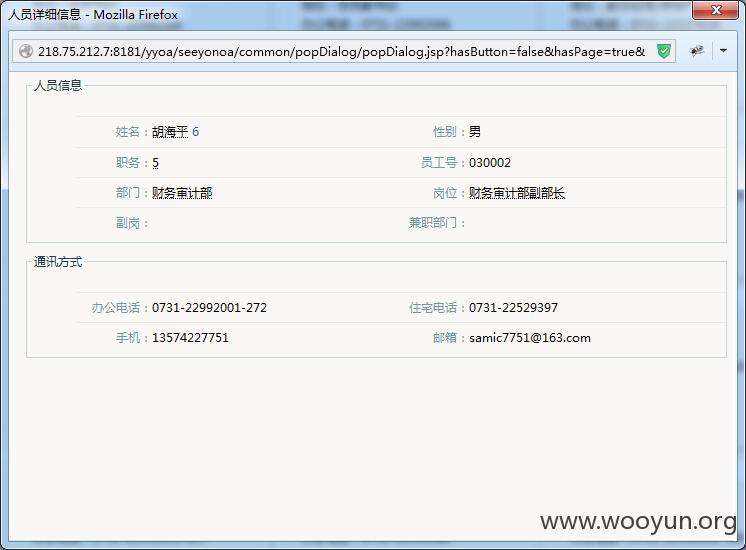 人员详细信息 - Mozilla Firefox
218.75.212.7:8181/yyoa/seeyonoa/common/popDialog/popDialog.jsp?hasButton=false&hasPage=true&
人员信息
姓名： 胡海平 6 性别： 男
职务： 5 员工号： 030002
部门： 财务审计部 岗位： 财务审计部副部长
副岗： 兼职部门：
通讯方式
办公电话： 0731-22992001-272 住宅电话： 0731-22529397
手机： 13574227751 邮箱： samic7751@163.com
www.wooyun.org